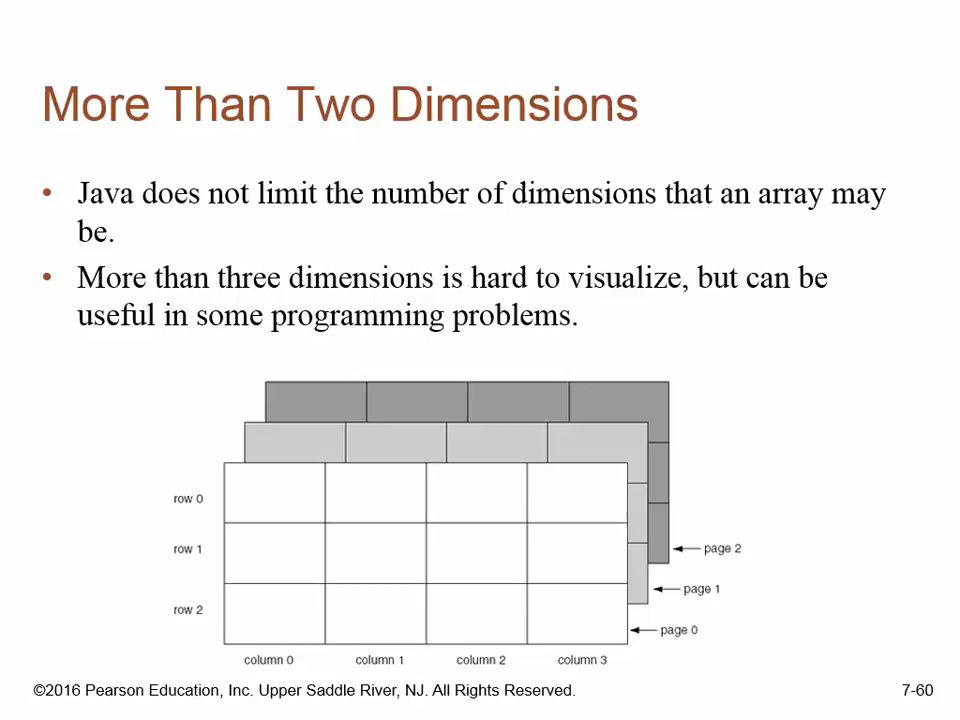 More Than Two Dimensions
• Java does not limit the number of dimensions that an array may
be.
• More than three dimensions is hard to visualize, but can be
useful in some programming problems.
row 0
row 1
page 2
page 1
row 2
page 0
column 0 column 1 column 2 column 3
©2016 Pearson Education, Inc. Upper Saddle River, NJ. All Rights Reserved. 7-60